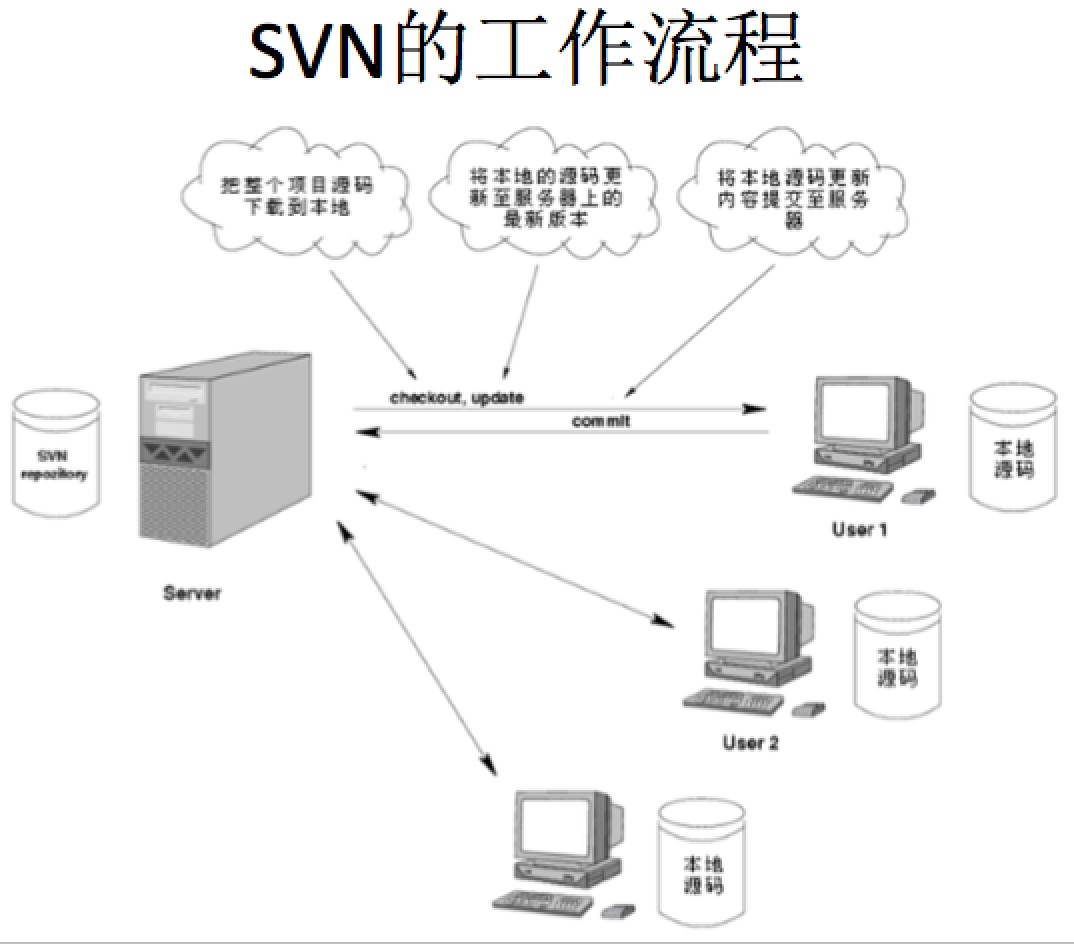 SVN的工作流程
把整个项目源码
下载到本地
将本地的源码更
新至服务器上的
最新版本
将本地源码更新
内容提交至服务
器
checkout, update
commit
SVN
repozitory
本地
源码
User 1
Server
本地
源码
User 2
本地
源码